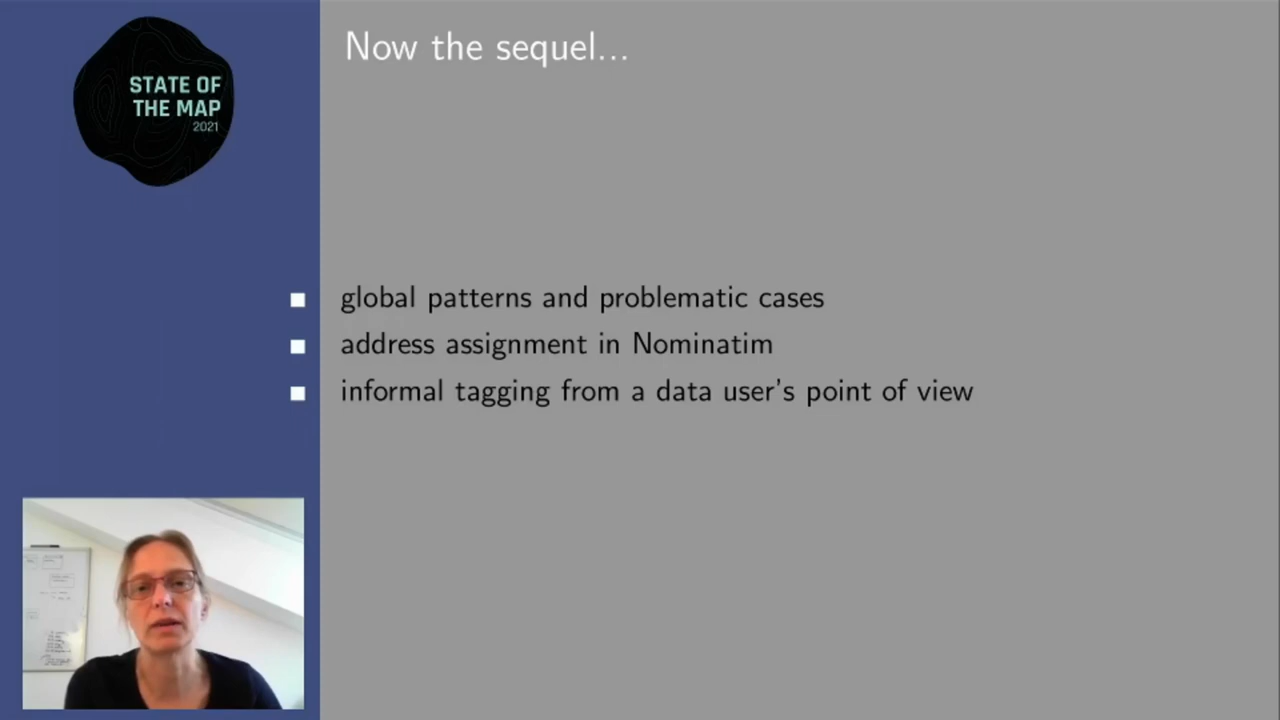 STATE OF
THE MAP
2021
Now the sequel...
global patterns and problematic cases
address assignment in Nominatim
informal tagging from a data user's point of view